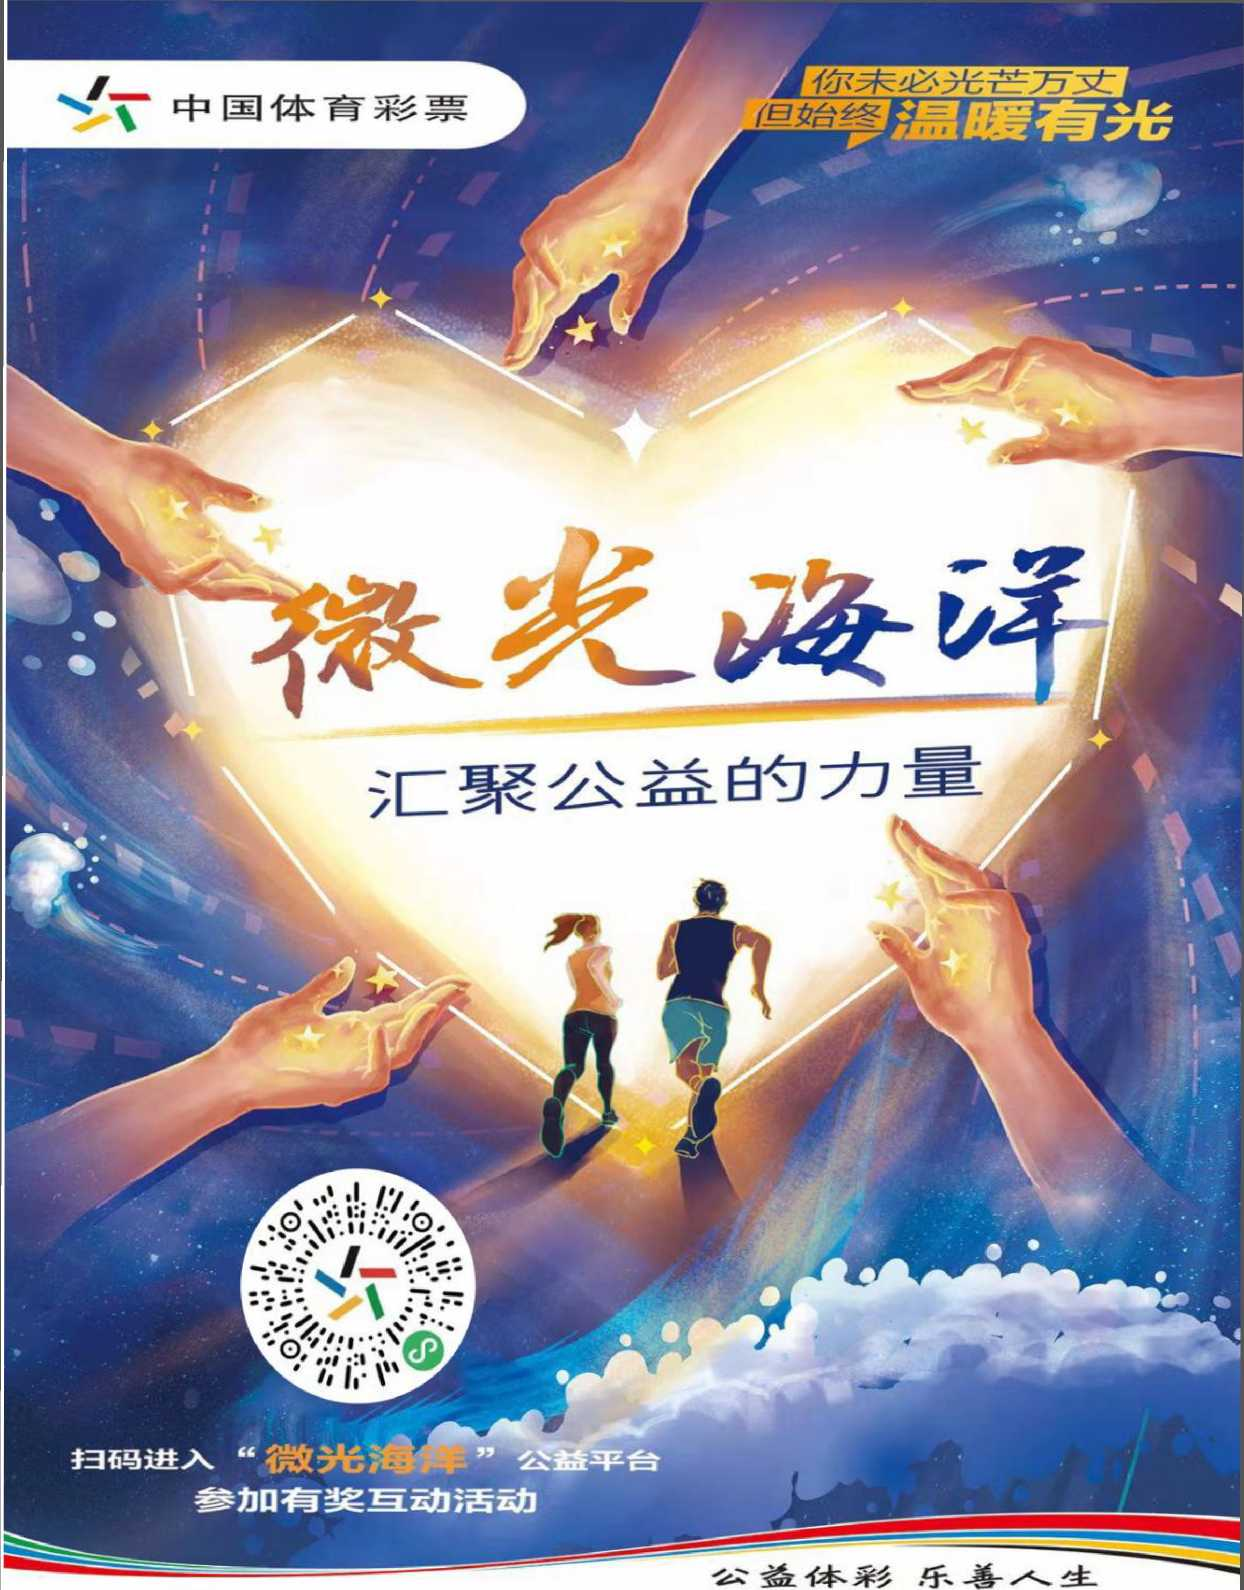 中国体育彩票
你未必光芒万丈
但始终温暖有光
微光海洋
汇聚公益的力量
扫码进入“微光海洋”公益平台
参加有奖互动活动
公益体彩 乐善人生